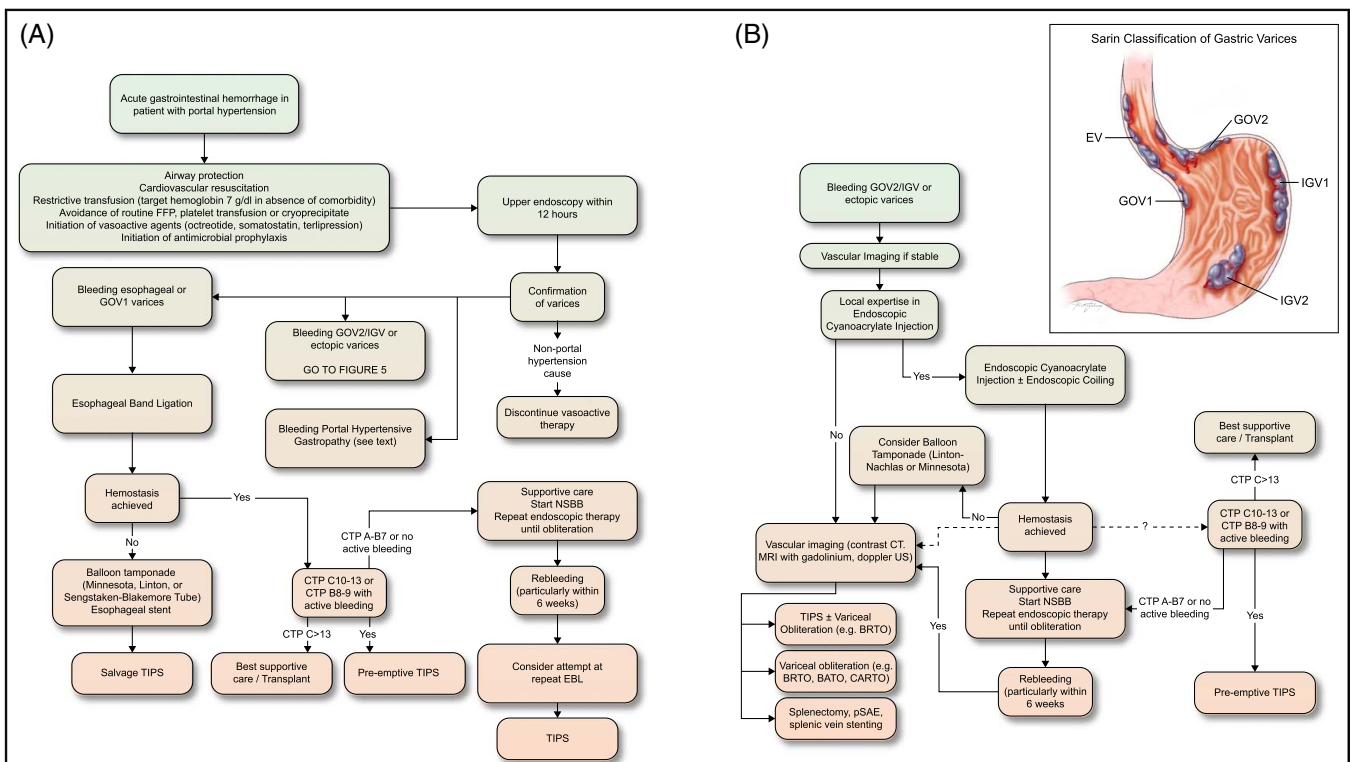 (A)
Acute gastrointestinal hemorrhage in
patient with portal hypertension
Airway protection
Cardiovascular resuscitation
Restrictive transfusion (target hemoglobin 7 g/dl in absence of comorbidity)
Avoidance of routine FFP, platelet transfusion or cryoprecipitate
Initiation of vasoactive agents (octreotide, somatostatin, terlipression)
Initiation of antimicrobial prophylaxis
Upper endoscopy within
12 hours
Bleeding esophageal or
GOV1 varices
Confirmation
of varices
Bleeding GOV2/IGV or
ectopic varices
GO TO FIGURE 5
Non-portal
hypertension
cause
Esophageal Band Ligation
Discontinue vasoactive
therapy
Bleeding Portal Hypertensive
Gastropathy (see text)
Hemostasis
achieved
Yes
No
Supportive care
Start NSBB
Repeat endoscopic therapy
until obliteration
CTP A-B7 or no
active bleeding
Balloon tamponade
(Minnesota, Linton, or
Sengstaken-Blakemore Tube)
Esophageal stent
CTP C10-13 or
CTP B8-9 with
active bleeding
Rebleeding
(particularly within
6 weeks)
CTP C>13
Yes
Salvage TIPS
Best supportive
care / Transplant
Pre-emptive TIPS
Consider attempt at
repeat EBL
TIPS
(B)
Sarin Classification of Gastric Varices
EV
GOV2
IGV1
GOV1
IGV2
Bleeding GOV2/IGV or
ectopic varices
Vascular Imaging if stable
Local expertise in
Endoscopic
Cyanoacrylate Injection
Yes
Endoscopic Cyanoacrylate
Injection ± Endoscopic Coiling
No
Consider Balloon
Tamponade (Linton-
Nachlas or Minnesota)
Best supportive
care / Transplant
CTP C>13
No
Hemostasis
achieved
?
CTP C10-13 or
CTP B8-9 with
active bleeding
Vascular imaging (contrast CT.
MRI with gadolinium, doppler US)
Supportive care
Start NSBB
Repeat endoscopic therapy
until obliteration
CTP A-B7 or no
active bleeding
Yes
Yes
TIPS ± Variceal
Obliteration (e.g. BRTO)
Variceal obliteration (e.g.
BRTO, BATO, CARTO)
Rebleeding
(particularly within
6 weeks
Pre-emptive TIPS
Splenectomy, pSAE,
splenic vein stenting